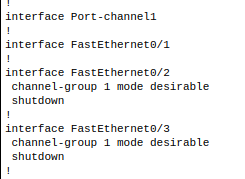 !
interface Port-channel1
!
interface FastEthernet0/1
!
interface FastEthernet0/2
 channel-group 1 mode desirable
 shutdown
!
interface FastEthernet0/3
 channel-group 1 mode desirable
 shutdown
!